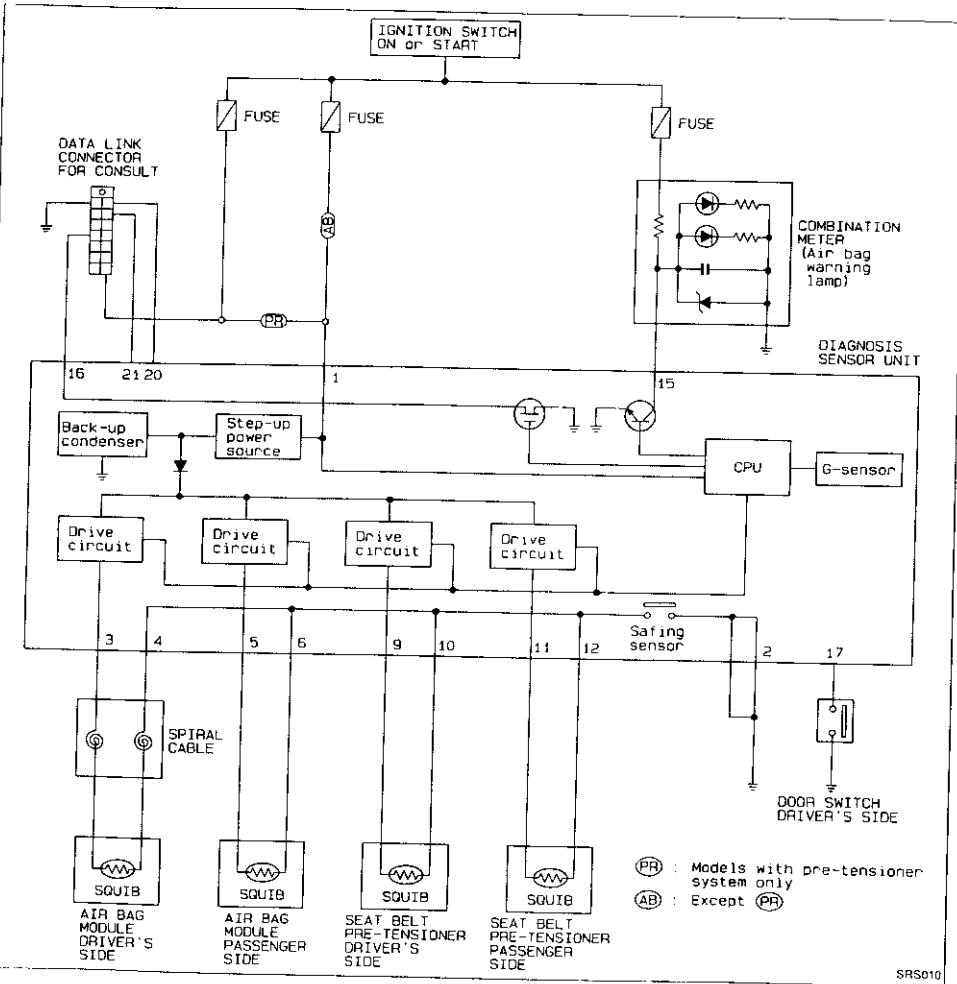 IGNITION SWITCH
ON or START
FUSE
FUSE
FUSE
DATA LINK
CONNECTOR
FOR CONSULT
AB
PR
COMBINATION
METER
(Air bag
warning
lamp)
DIAGNOSIS
SENSOR UNIT
16
21
20
1
15
Back-up
condenser
Step-up
power
source
CPU
G-sensor
Drive
circuit
Drive
circuit
Drive
circuit
Drive
circuit
Safing
sensor
3
4
5
6
9
10
11
12
2
17
SPIRAL
CABLE
DOOR SWITCH
DRIVER'S SIDE
SQUIB
SQUIB
SQUIB
SQUIB
AIR BAG
MODULE
DRIVER'S
SIDE
AIR BAG
MODULE
PASSENGER
SIDE
SEAT BELT
PRE-TENSIONER
DRIVER'S
SIDE
SEAT BELT
PRE-TENSIONER
PASSENGER
SIDE
PR : Models with pre-tensioner
system only
AB : Except PR
SRS010